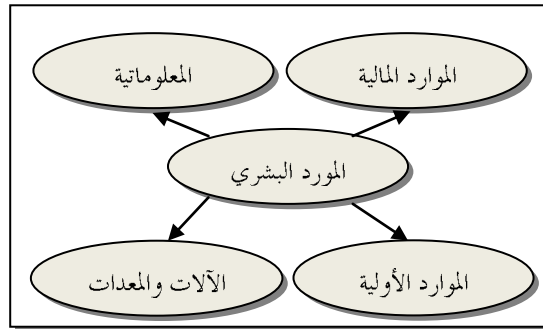 الموارد المالية
المعلوماتية
المورد البشري
الموارد الأولية
الآلات والمعدات